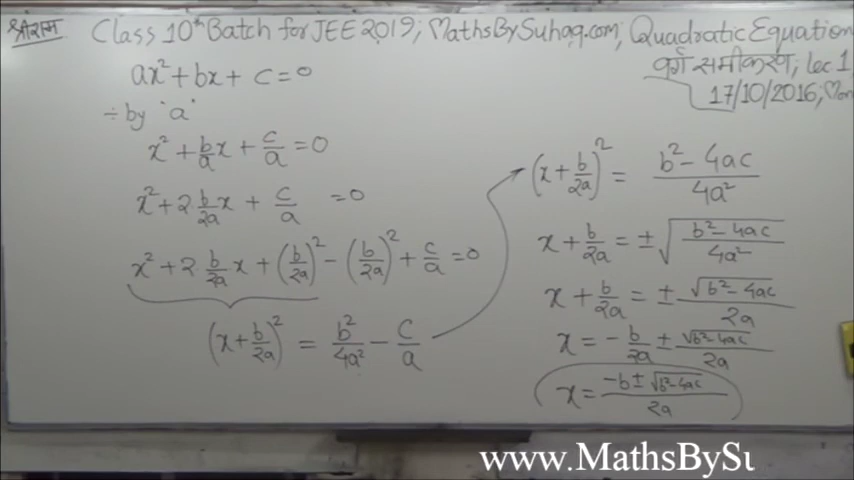 श्रीराम Class 10th Batch for JEE 2019; MathsBySuhag.com; Quadratic Equation
वर्ग समीकरण; lec 1
17/10/2016; Mon
ax² + bx + c = 0
÷ by 'a'
x² + b/a x + c/a = 0
x² + 2 · b/2a x + c/a = 0
x² + 2 · b/2a x + (b/2a)² - (b/2a)² + c/a = 0
(x + b/2a)² = b²/4a² - c/a
(x + b/2a)² = (b² - 4ac)/4a²
x + b/2a = ± √((b² - 4ac)/4a²)
x + b/2a = ± √(b² - 4ac)/2a
x = - b/2a ± √(b² - 4ac)/2a
x = (-b ± √(b² - 4ac))/2a
www.MathsBySu